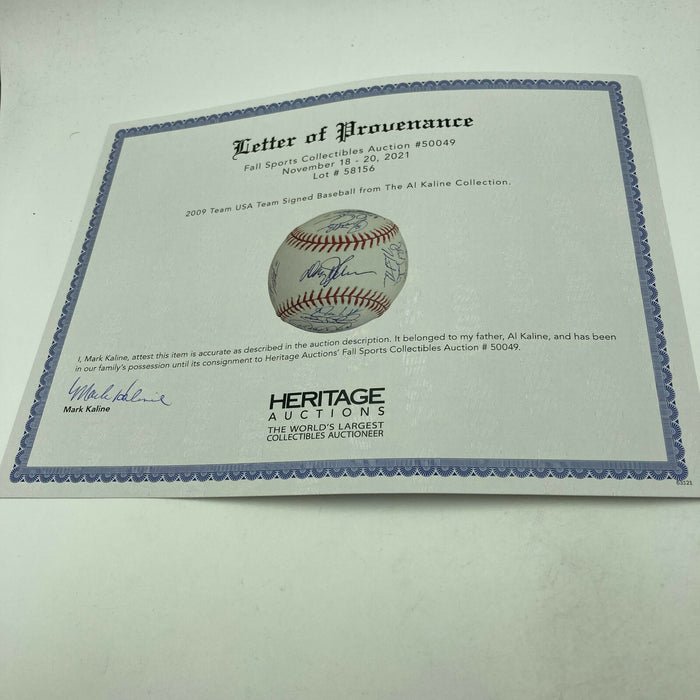 Letter of Provenance
Fall Sports Collectibles Auction #50049
November 18 - 20, 2021
Lot # 58156
2009 Team USA Team Signed Baseball from The Al Kaline Collection.
I, Mark Kaline, attest this item is accurate as described in the auction description. It belonged to my father, Al Kaline, and has been
in our family's possession until its consignment to Heritage Auctions' Fall Sports Collectibles Auction # 50049.
Mark Kaline
Mark Kaline
HERITAGE
AUCTIONS
THE WORLD'S LARGEST
COLLECTIBLES AUCTIONEER
63121